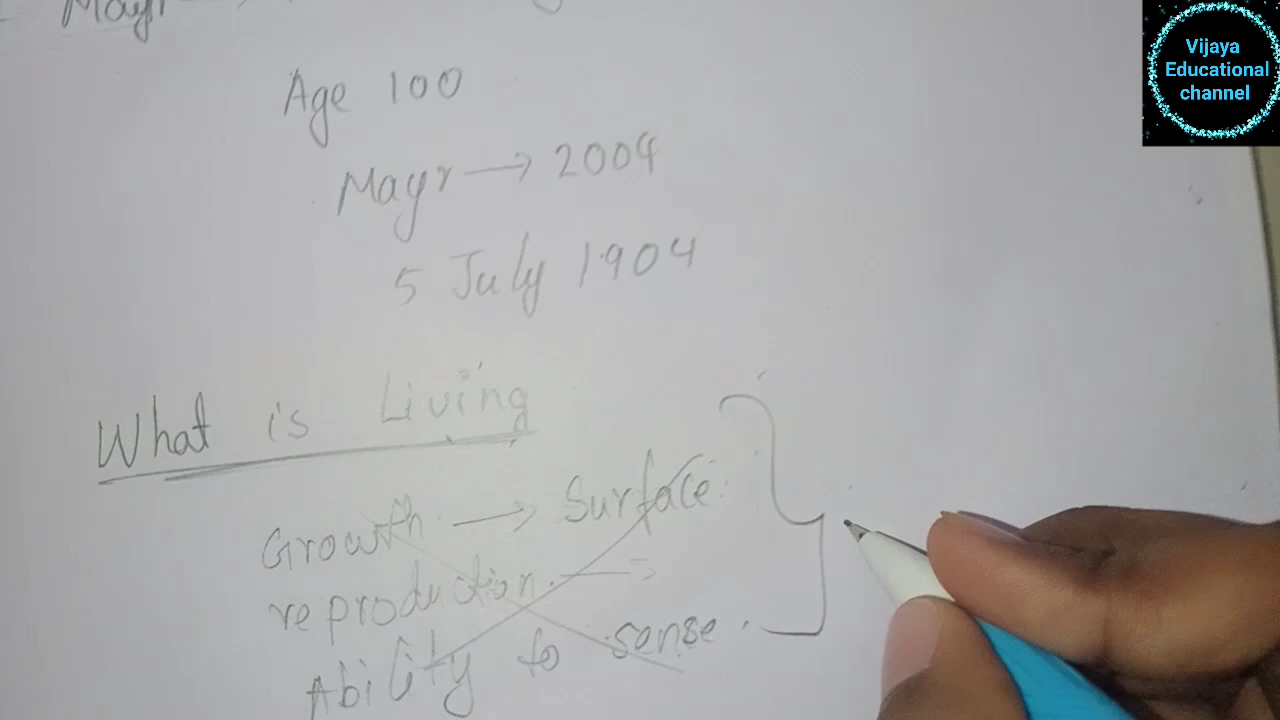 Mayr
Vijaya
Educational
channel
Age 100
Mayr → 2004
5 July 1904
What is Living
Growth → Surface
reproduction. →
Ability to sense.